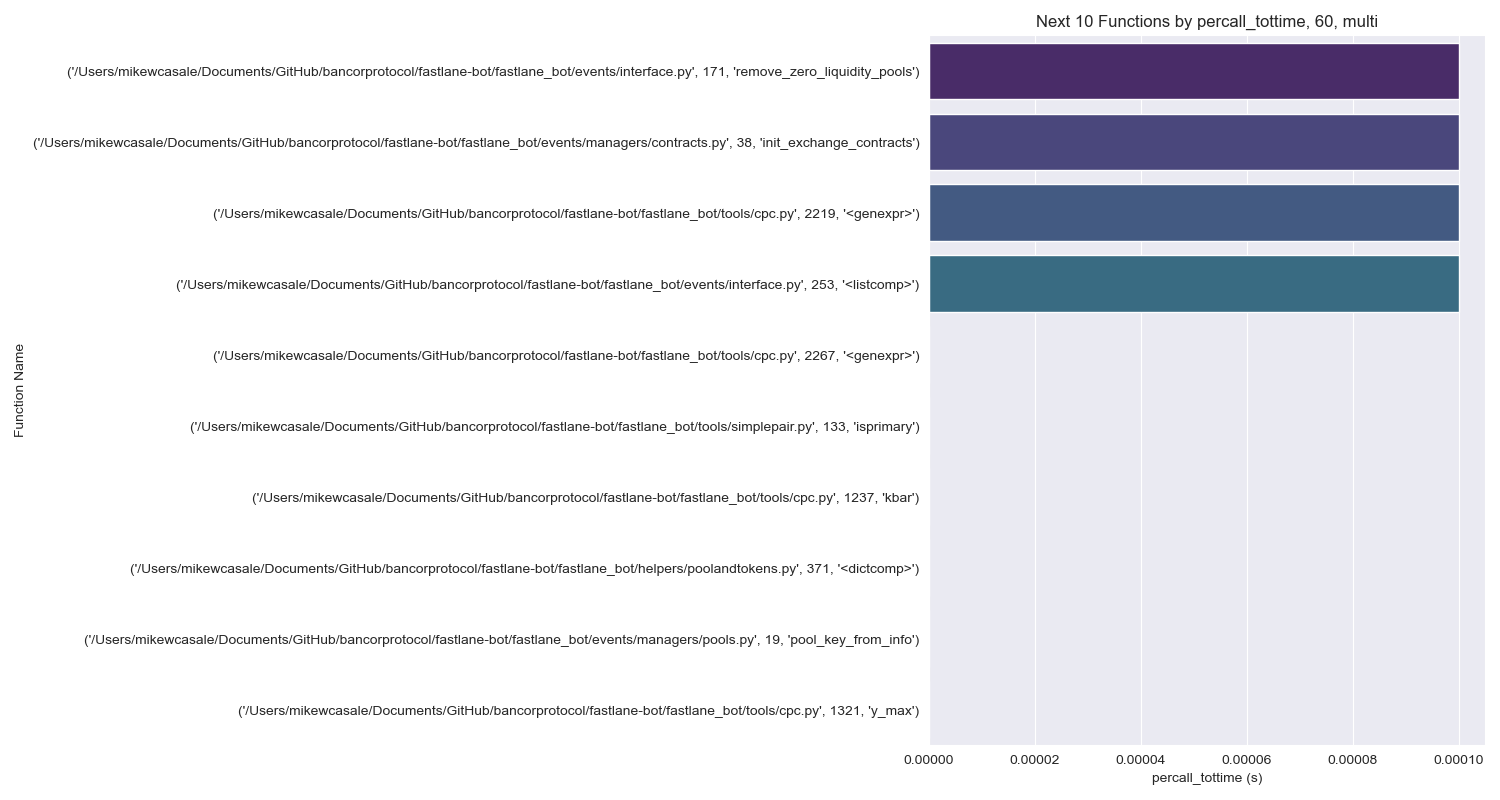 Next 10 Functions by percall_tottime, 60, multi
('/Users/mikewcasale/Documents/GitHub/bancorprotocol/fastlane-bot/fastlane_bot/events/interface.py', 171, 'remove_zero_liquidity_pools')
('/Users/mikewcasale/Documents/GitHub/bancorprotocol/fastlane-bot/fastlane_bot/events/managers/contracts.py', 38, 'init_exchange_contracts')
('/Users/mikewcasale/Documents/GitHub/bancorprotocol/fastlane-bot/fastlane_bot/tools/cpc.py', 2219, '<genexpr>')
('/Users/mikewcasale/Documents/GitHub/bancorprotocol/fastlane-bot/fastlane_bot/events/interface.py', 253, '<listcomp>')
('/Users/mikewcasale/Documents/GitHub/bancorprotocol/fastlane-bot/fastlane_bot/tools/cpc.py', 2267, '<genexpr>')
('/Users/mikewcasale/Documents/GitHub/bancorprotocol/fastlane-bot/fastlane_bot/tools/simplepair.py', 133, 'isprimary')
('/Users/mikewcasale/Documents/GitHub/bancorprotocol/fastlane-bot/fastlane_bot/tools/cpc.py', 1237, 'kbar')
('/Users/mikewcasale/Documents/GitHub/bancorprotocol/fastlane-bot/fastlane_bot/helpers/poolandtokens.py', 371, '<dictcomp>')
('/Users/mikewcasale/Documents/GitHub/bancorprotocol/fastlane-bot/fastlane_bot/events/managers/pools.py', 19, 'pool_key_from_info')
('/Users/mikewcasale/Documents/GitHub/bancorprotocol/fastlane-bot/fastlane_bot/tools/cpc.py', 1321, 'y_max')
Function Name
0.00000 0.00002 0.00004 0.00006 0.00008 0.00010
percall_tottime (s)